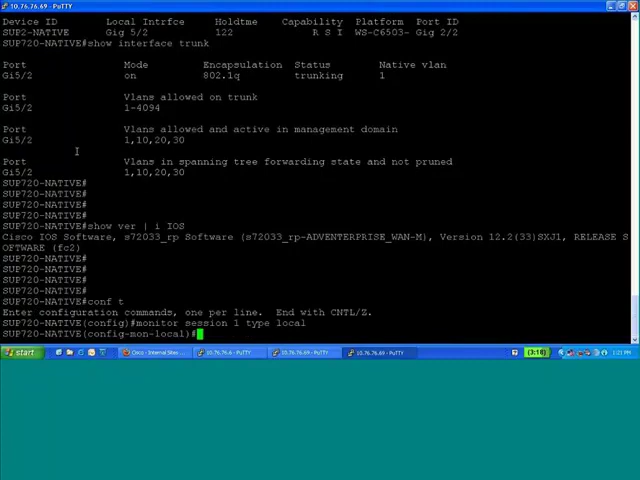 10.76.76.69 - PuTTY
Device ID Local Intrfce Holdtme Capability Platform Port ID
SUP2-NATIVE Gig 5/2 122 R S I WS-C6503- Gig 2/2
SUP720-NATIVE#show interface trunk
Port Mode Encapsulation Status Native vlan
Gi5/2 on 802.1q trunking 1
Port Vlans allowed on trunk
Gi5/2 1-4094
Port Vlans allowed and active in management domain
Gi5/2 1,10,20,30
Port Vlans in spanning tree forwarding state and not pruned
Gi5/2 1,10,20,30
SUP720-NATIVE#
SUP720-NATIVE#
SUP720-NATIVE#
SUP720-NATIVE#
SUP720-NATIVE#show ver | i IOS
Cisco IOS Software, s72033_rp Software (s72033_rp-ADVENTERPRISE_WAN-M), Version 12.2(33)SXJ1, RELEASE S
OFTWARE (fc2)
SUP720-NATIVE#
SUP720-NATIVE#
SUP720-NATIVE#
SUP720-NATIVE#
SUP720-NATIVE#conf t
Enter configuration commands, one per line. End with CNTL/Z.
SUP720-NATIVE(config)#monitor session 1 type local
SUP720-NATIVE(config-mon-local)#
start Cisco - Internal Sites ... 10.76.76.6 - PuTTY 10.76.76.69 - PuTTY 10.76.76.69 - PuTTY (3:18) 1:21 PM